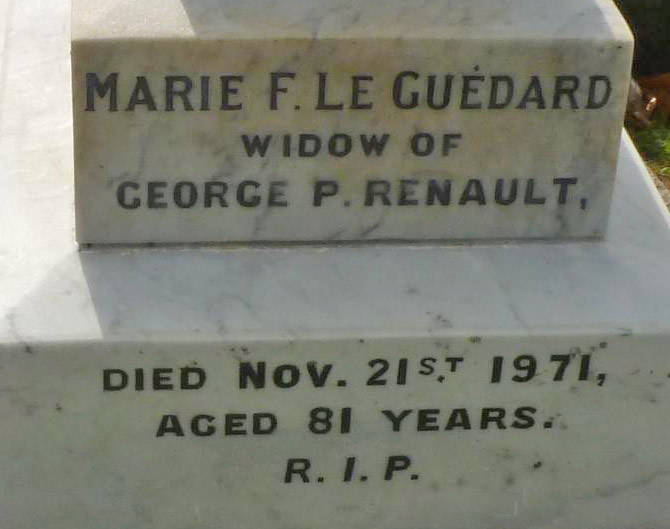 MARIE F. LE GUÉDARD
WIDOW OF
GEORGE P. RENAULT,
DIED NOV. 21ST 1971,
AGED 81 YEARS.
R. I. P.